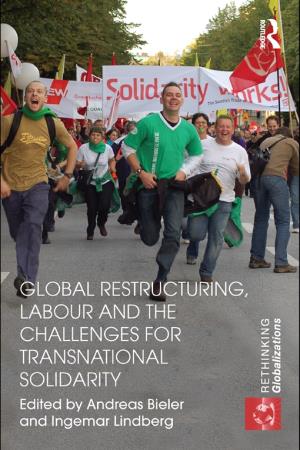 ROUTLEDGE
Solidarity works!
GLOBAL RESTRUCTURING,
LABOUR AND THE
CHALLENGES FOR
TRANSNATIONAL
SOLIDARITY
Edited by Andreas Bieler
and Ingemar Lindberg
RETHINKING
Globalizations